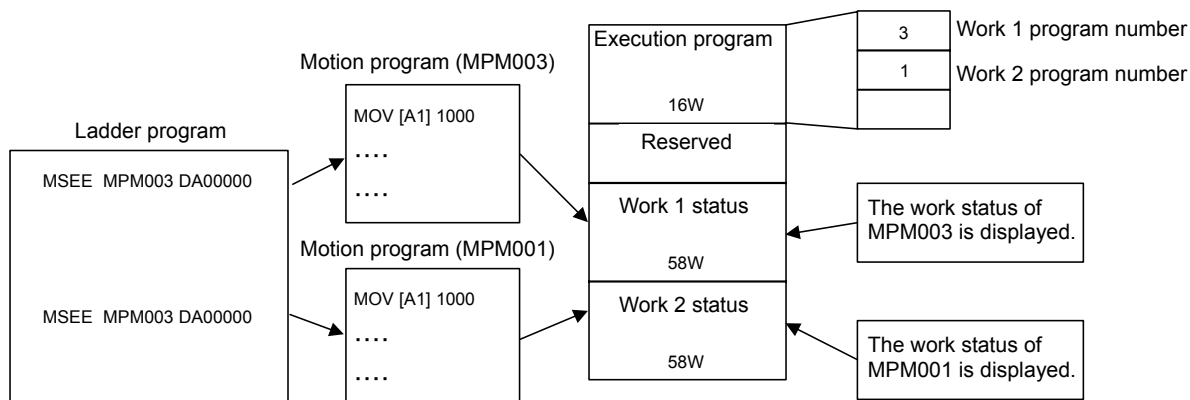 Ladder program
MSEE MPM003 DA00000
MSEE MPM003 DA00000
Motion program (MPM003)
MOV [A1] 1000
....
....
Motion program (MPM001)
MOV [A1] 1000
....
....
Execution program
16W
Reserved
Work 1 status
58W
Work 2 status
58W
3
Work 1 program number
1
Work 2 program number
The work status of
MPM003 is displayed.
The work status of
MPM001 is displayed.